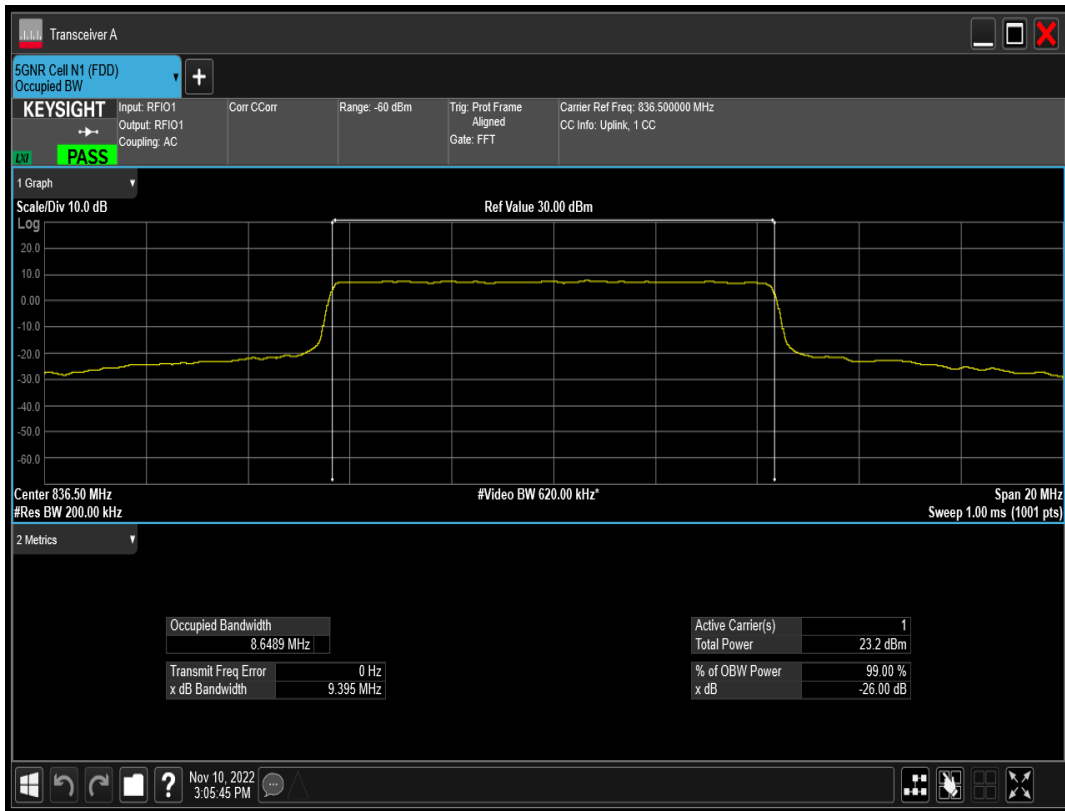 Transceiver A
5GNR Cell N1 (FDD)
Occupied BW
KEYSIGHT
LXI
PASS
Input: RFIO1
Output: RFIO1
Coupling: AC
Corr CCorr
Range: -60 dBm
Trig: Prot Frame
Aligned
Gate: FFT
Carrier Ref Freq: 836.500000 MHz
CC Info: Uplink, 1 CC
1 Graph
Scale/Div 10.0 dB
Ref Value 30.00 dBm
Log
20.0
10.0
0.00
-10.0
-20.0
-30.0
-40.0
-50.0
-60.0
Center 836.50 MHz
#Video BW 620.00 kHz*
Span 20 MHz
#Res BW 200.00 kHz
Sweep 1.00 ms (1001 pts)
2 Metrics
Occupied Bandwidth
8.6489 MHz
Transmit Freq Error 0 Hz
x dB Bandwidth 9.395 MHz
Active Carrier(s) 1
Total Power 23.2 dBm
% of OBW Power 99.00 %
x dB -26.00 dB
?
Nov 10, 2022
3:05:45 PM